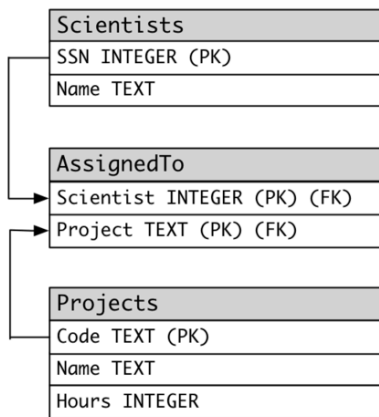 Scientists
SSN INTEGER (PK)
Name TEXT
AssignedTo
Scientist INTEGER (PK) (FK)
Project TEXT (PK) (FK)
Projects
Code TEXT (PK)
Name TEXT
Hours INTEGER